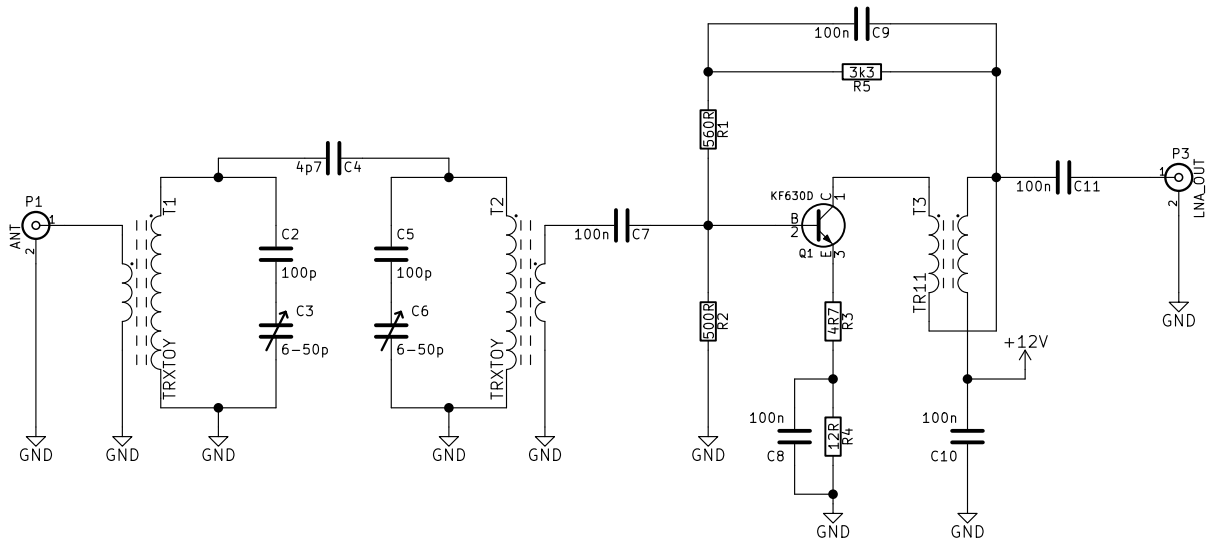 100n C9
3k3
R5
560R
R1
4p7 C4
P1
1
ANT
2
T1
TRXTOY
C2
100p
C3
6-50p
C5
100p
C6
6-50p
T2
TRXTOY
100n C7
500R
R2
KF630D
B
2
C
1
Q1
E
3
4R7
R3
100n
C8
12R
R4
T3
TR11
+12V
100n
C10
100n C11
P3
1
2
LNA_OUT
GND
GND
GND
GND
GND
GND
GND
GND
GND